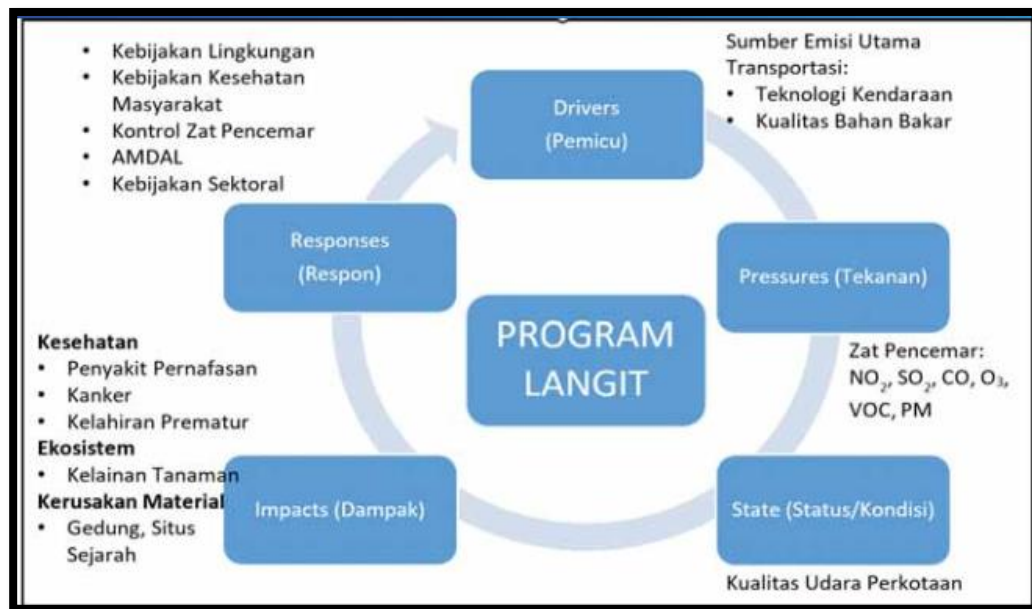 • Kebijakan Lingkungan
• Kebijakan Kesehatan
Masyarakat
• Kontrol Zat Pencemar
• AMDAL
• Kebijakan Sektoral
Drivers
(Pemicu)
Sumber Emisi Utama
Transportasi:
• Teknologi Kendaraan
• Kualitas Bahan Bakar
Responses
(Respon)
Pressures (Tekanan)
PROGRAM
LANGIT
Zat Pencemar:
NO₂, SO₂, CO, O₃,
VOC, PM
Kesehatan
• Penyakit Pernafasan
• Kanker
• Kelahiran Prematur
Ekosistem
• Kelainan Tanaman
Kerusakan Material
• Gedung, Situs
Sejarah
Impacts (Dampak)
State (Status/Kondisi)
Kualitas Udara Perkotaan